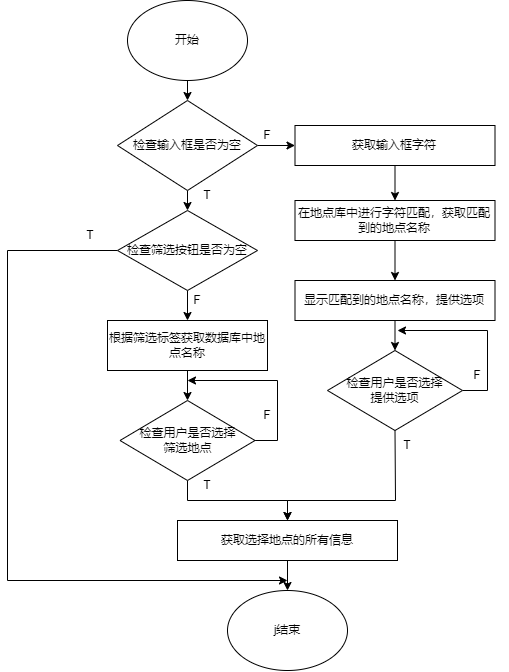 开始
检查输入框是否为空
F
获取输入框字符
T
在地点库中进行字符匹配，获取匹配
到的地点名称
T
检查筛选按钮是否为空
F
显示匹配到的地点名称，提供选项
根据筛选标签获取数据库中地
点名称
检查用户是否选择
提供选项
F
检查用户是否选择
筛选地点
F
T
T
获取选择地点的所有信息
j结束